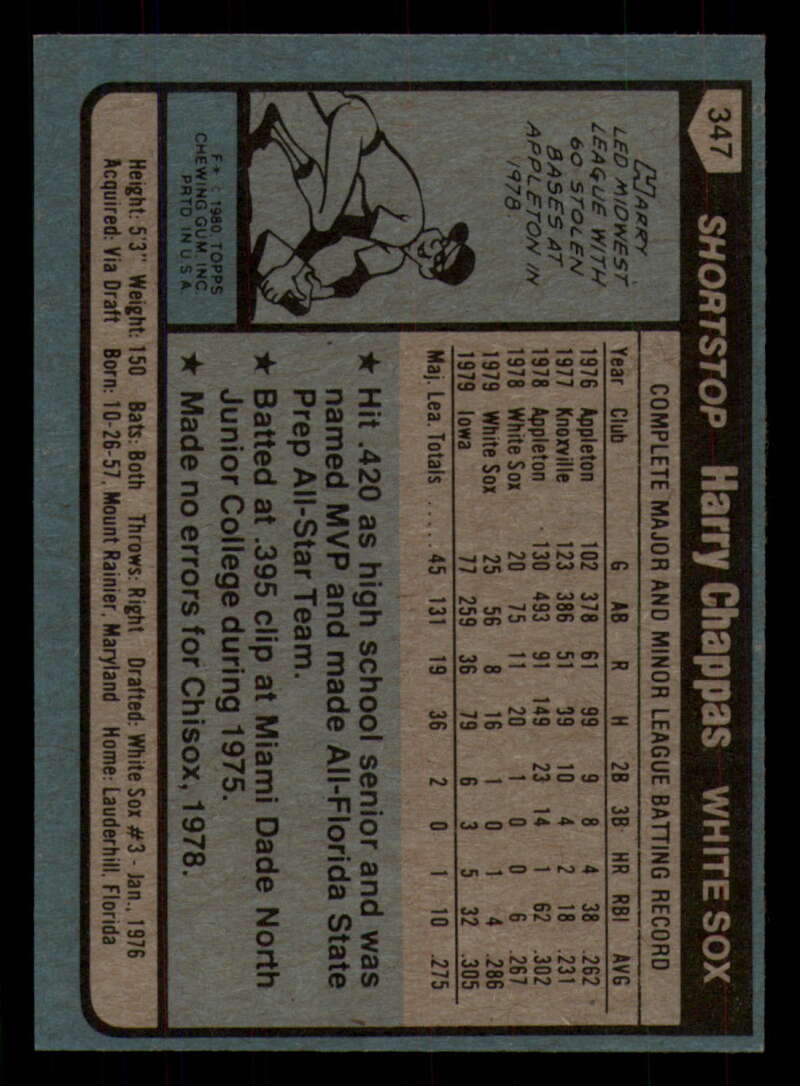 347 SHORTSTOP Harry Chappas WHITE SOX
HARRY
LED MIDWEST
LEAGUE WITH
60 STOLEN
BASES AT
APPLETON IN
1978.
COMPLETE MAJOR AND MINOR LEAGUE BATTING RECORD
Year Club G AB R H 2B 3B HR RBI AVG
1976 Appleton 102 378 61 99 9 8 4 38 .262
1977 Knoxville 123 386 51 39 10 4 2 18 .231
1978 Appleton 130 493 91 149 23 14 1 62 .302
1978 White Sox 20 75 11 20 1 0 0 6 .267
1979 White Sox 25 56 8 16 1 0 1 4 .286
1979 Iowa 77 259 36 79 6 3 5 32 .305
Maj. Lea. Totals ..... 45 131 19 36 2 0 1 10 .275
★ Hit .420 as high school senior and was
named MVP and made All-Florida State
Prep All-Star Team.
★ Batted at .395 clip at Miami Dade North
Junior College during 1975.
★ Made no errors for Chisox, 1978.
F* © 1980 TOPPS
CHEWING GUM, INC.
PRTD IN U.S.A.
Height: 5'3" Weight: 150 Bats: Both Throws: Right Drafted: White Sox #3 - Jan., 1976
Acquired: Via Draft Born: 10-26-57, Mount Rainier, Maryland Home: Lauderhill, Florida